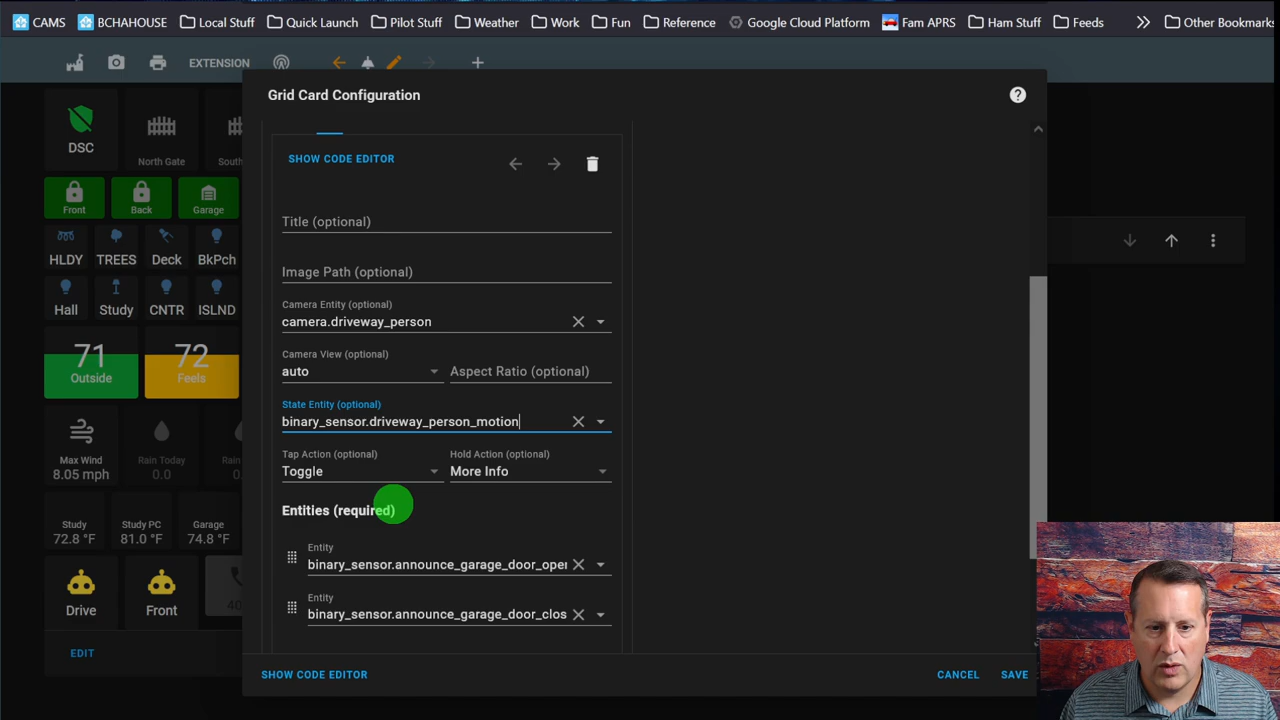 CAMS BCHAHOUSE Local Stuff Quick Launch Pilot Stuff Weather Work Fun Reference Google Cloud Platform Fam APRS Ham Stuff Feeds Other Bookmarks
EXTENSION
Grid Card Configuration
DSC North Gate South
SHOW CODE EDITOR
Front Back Garage
Title (optional)
HLDY TREES Deck BkPch
Image Path (optional)
Hall Study CNTR ISLND
Camera Entity (optional)
camera.driveway_person
71 72
Outside Feels
Camera View (optional)
auto Aspect Ratio (optional)
State Entity (optional)
binary_sensor.driveway_person_motion
Max Wind Rain Today Rain
8.05 mph 0.0 0.
Tap Action (optional) Hold Action (optional)
Toggle More Info
Entities (required)
Study Study PC Garage
72.8 °F 81.0 °F 74.8 °F
Entity
binary_sensor.announce_garage_door_oper
Entity
binary_sensor.announce_garage_door_clos
Drive Front 40
EDIT
SHOW CODE EDITOR CANCEL SAVE